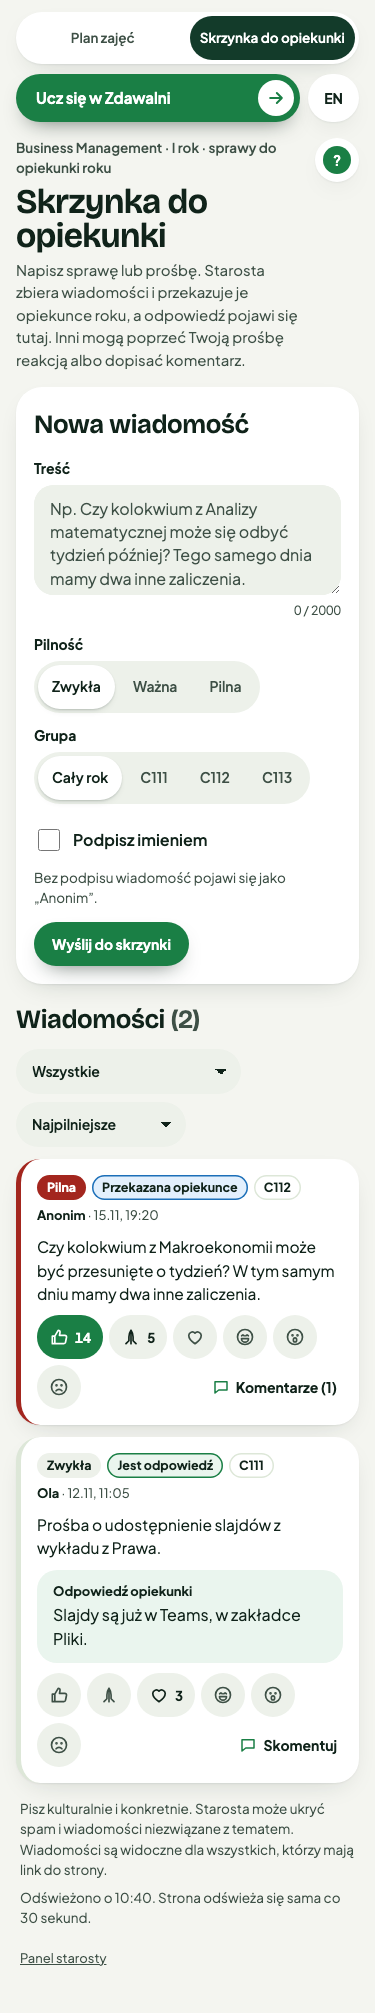 Plan zajęć
Skrzynka do opiekunki
Ucz się w Zdawalni
EN
Business Management · I rok · sprawy do
opiekunki roku
?
Skrzynka do
opiekunki
Napisz sprawę lub prośbę. Starosta
zbiera wiadomości i przekazuje je
opiekunce roku, a odpowiedź pojawi się
tutaj. Inni mogą poprzeć Twoją prośbę
reakcją albo dopisać komentarz.
Nowa wiadomość
Treść
Np. Czy kolokwium z Analizy
matematycznej może się odbyć
tydzień później? Tego samego dnia
mamy dwa inne zaliczenia.
0 / 2000
Pilność
Zwykła
Ważna
Pilna
Grupa
Cały rok
C111
C112
C113
Podpisz imieniem
Bez podpisu wiadomość pojawi się jako
„Anonim”.
Wyślij do skrzynki
Wiadomości (2)
Wszystkie
Najpilniejsze
Pilna
Przekazana opiekunce
C112
Anonim · 15.11, 19:20
Czy kolokwium z Makroekonomii może
być przesunięte o tydzień? W tym samym
dniu mamy dwa inne zaliczenia.
14
5
Komentarze (1)
Zwykła
Jest odpowiedź
C111
Ola · 12.11, 11:05
Prośba o udostępnienie slajdów z
wykładu z Prawa.
Odpowiedź opiekunki
Slajdy są już w Teams, w zakładce
Pliki.
3
Skomentuj
Pisz kulturalnie i konkretnie. Starosta może ukryć
spam i wiadomości niezwiązane z tematem.
Wiadomości są widoczne dla wszystkich, którzy mają
link do strony.
Odświeżono o 10:40. Strona odświeża się sama co
30 sekund.
Panel starosty